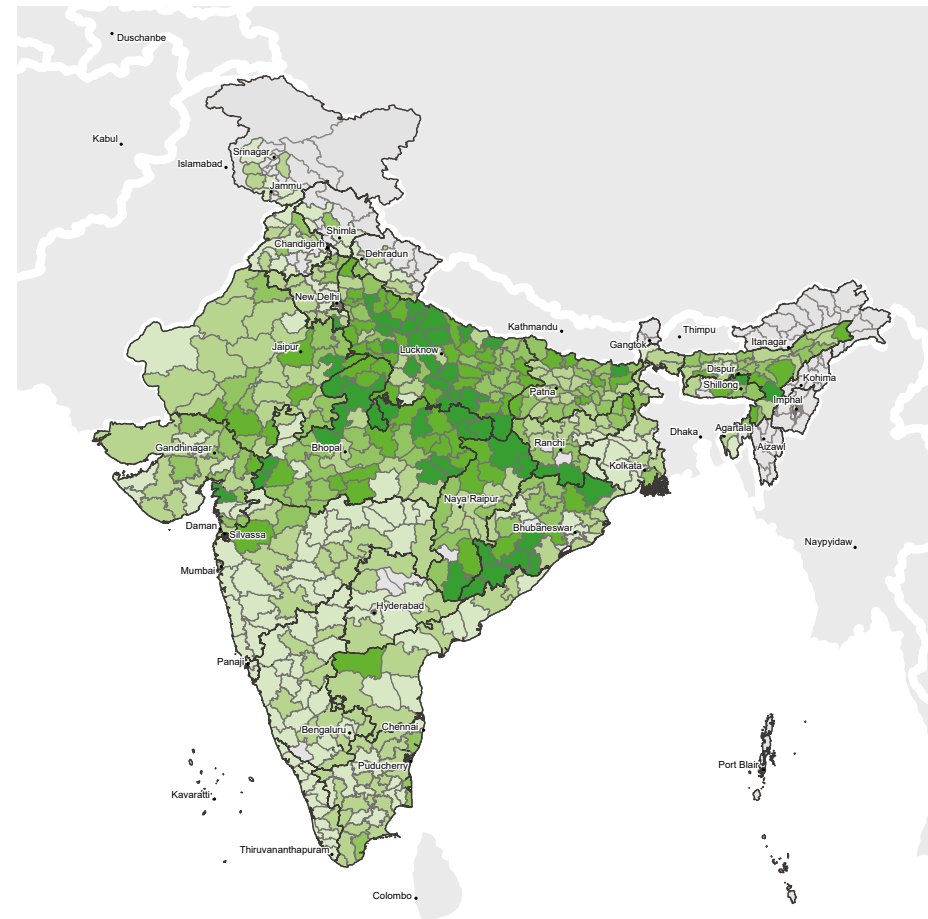 Duschanbe
Kabul
Islamabad
Srinagar
Jammu
Shimla
Chandigarh
Dehradun
New Delhi
Kathmandu
Gangtok
Thimpu
Itanagar
Jaipur
Lucknow
Dispur
Kohima
Shillong
Patna
Imphal
Gandhinagar
Bhopal
Ranchi
Dhaka
Agartala
Aizawl
Kolkata
Naya Raipur
Daman
Silvassa
Bhubaneswar
Naypyidaw
Mumbai
Hyderabad
Panaji
Bengaluru
Chennai
Puducherry
Port Blair
Kavaratti
Thiruvananthapuram
Colombo